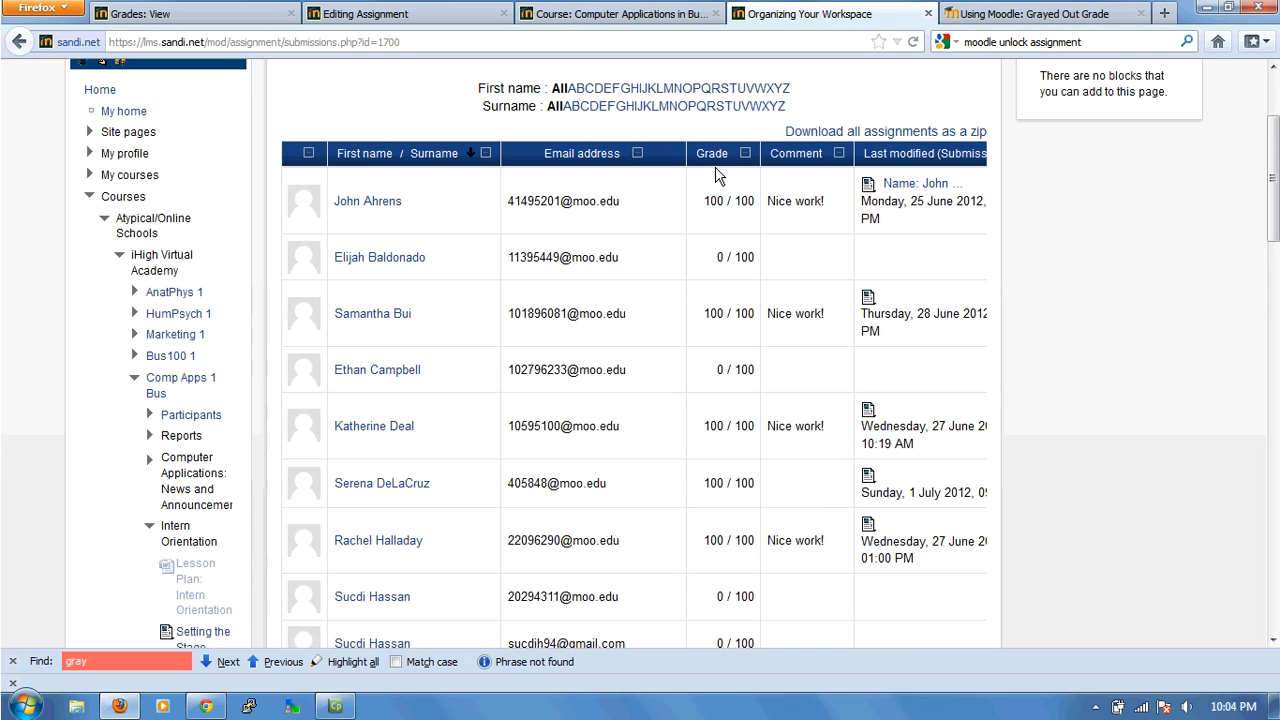 Firefox
Grades: View
Editing Assignment
Course: Computer Applications in Bu...
Organizing Your Workspace
Using Moodle: Grayed Out Grade
sandi.net
https://lms.sandi.net/mod/assignment/submissions.php?id=1700
moodle unlock assignment
Home
My home
Site pages
My profile
My courses
Courses
Atypical/Online
Schools
iHigh Virtual
Academy
AnatPhys 1
HumPsych 1
Marketing 1
Bus100 1
Comp Apps 1
Bus
Participants
Reports
Computer
Applications:
News and
Announcemer
Intern
Orientation
Lesson
Plan:
Intern
Orientation
Setting the
First name : AllABCDEFGHIJKLMNOPQRSTUVWXYZ
Surname : AllABCDEFGHIJKLMNOPQRSTUVWXYZ
Download all assignments as a zip
First name / Surname Email address Grade Comment Last modified (Submiss
John Ahrens 41495201@moo.edu 100 / 100 Nice work! Name: John ...
Monday, 25 June 2012,
PM
Elijah Baldonado 11395449@moo.edu 0 / 100
Samantha Bui 101896081@moo.edu 100 / 100 Nice work! Thursday, 28 June 2012
PM
Ethan Campbell 102796233@moo.edu 0 / 100
Katherine Deal 10595100@moo.edu 100 / 100 Nice work! Wednesday, 27 June 20
10:19 AM
Serena DeLaCruz 405848@moo.edu 100 / 100 Sunday, 1 July 2012, 09
Rachel Halladay 22096290@moo.edu 100 / 100 Nice work! Wednesday, 27 June 20
01:00 PM
Sucdi Hassan 20294311@moo.edu 0 / 100
Sucdi Hassan sucdih94@gmail.com 0 / 100
There are no blocks that
you can add to this page.
Find: gray Next Previous Highlight all Match case Phrase not found
Cp
10:04 PM